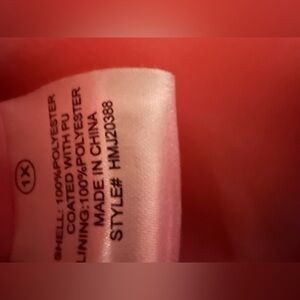 1X
SHELL: 100%POLYESTER
COATED WITH PU
LINING:100%POLYESTER
MADE IN CHINA
STYLE# HMJ20388